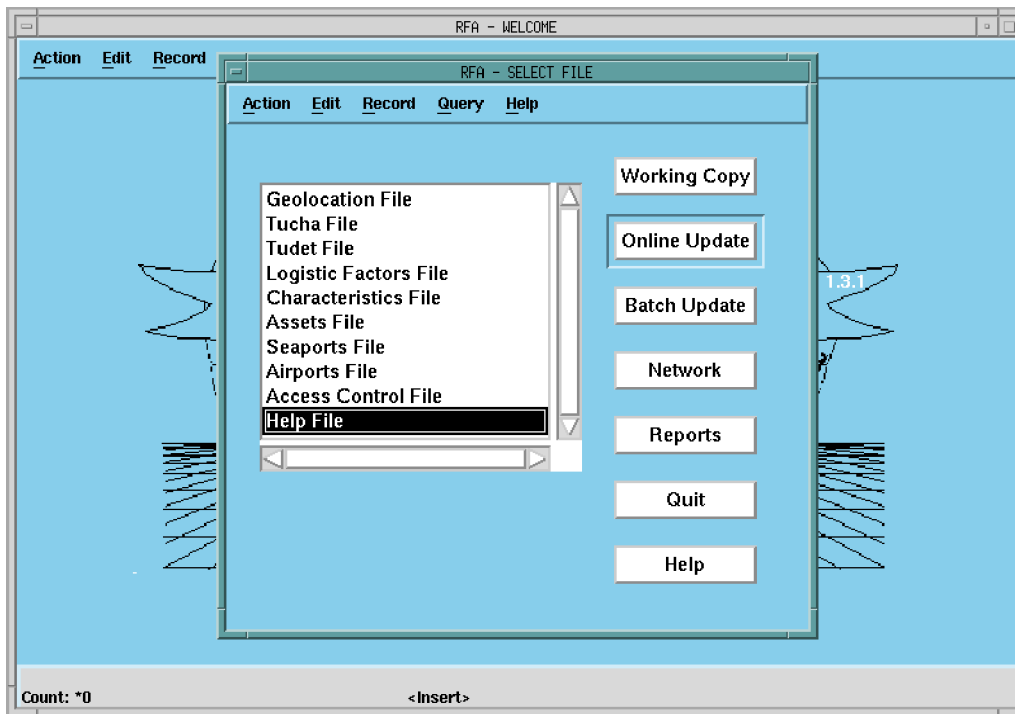 RFA - WELCOME
Action Edit Record
RFA - SELECT FILE
Action Edit Record Query Help
Geolocation File
Tucha File
Tudet File
Logistic Factors File
Characteristics File
Assets File
Seaports File
Airports File
Access Control File
Help File
Working Copy
Online Update
Batch Update
Network
Reports
Quit
Help
1.3.1
Count: *0 <Insert>